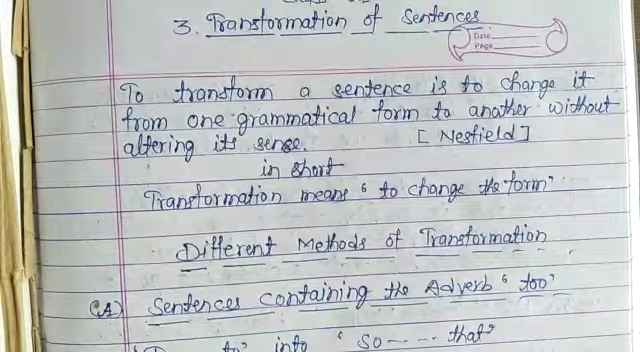 3. Transformation of Sentences
Date
Page
To transform a sentence is to change it
from one grammatical form to another without
altering its sense. [ Nesfield ]
in short
Transformation means ‘ to change the form’
Different Methods of Transformation
(A) Sentences containing the Adverb ‘ too’
to’ into ‘ so---- that’